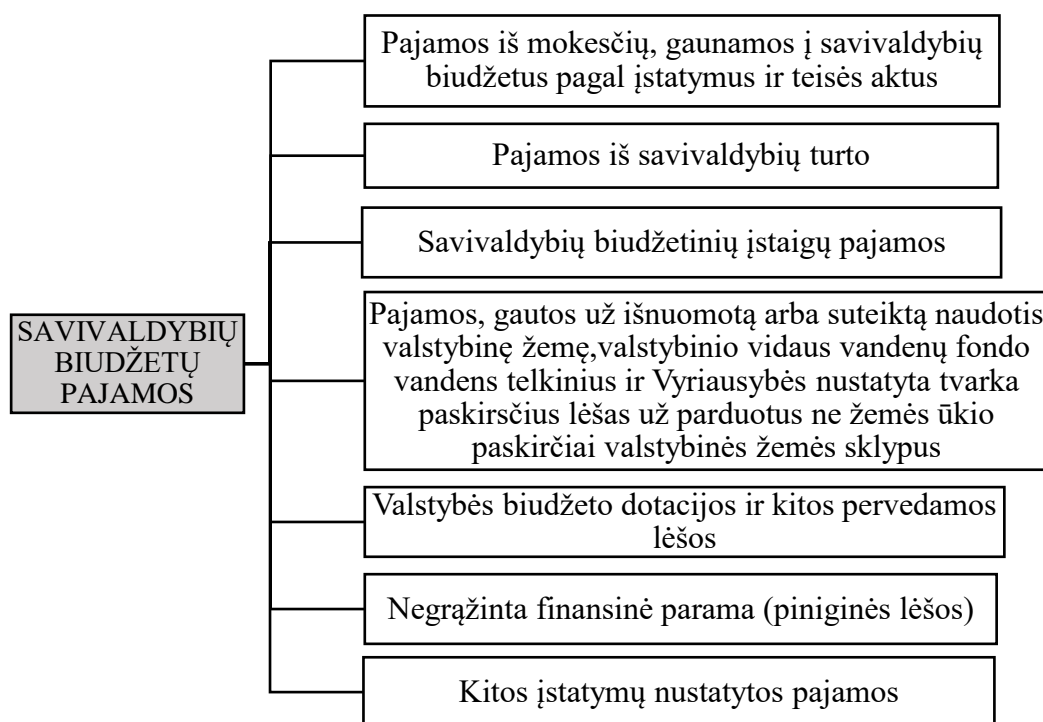 Pajamos iš mokesčių, gaunamos į savivaldybių
biudžetus pagal įstatymus ir teisės aktus
Pajamos iš savivaldybių turto
Savivaldybių biudžetinių įstaigų pajamos
SAVIVALDYBIŲ
BIUDŽETŲ
PAJAMOS
Pajamos, gautos už išnuomotą arba suteiktą naudotis
valstybinę žemę,valstybinio vidaus vandenų fondo
vandens telkinius ir Vyriausybės nustatyta tvarka
paskirsčius lėšas už parduotus ne žemės ūkio
paskirčiai valstybinės žemės sklypus
Valstybės biudžeto dotacijos ir kitos pervedamos
lėšos
Negrąžinta finansinė parama (piniginės lėšos)
Kitos įstatymų nustatytos pajamos